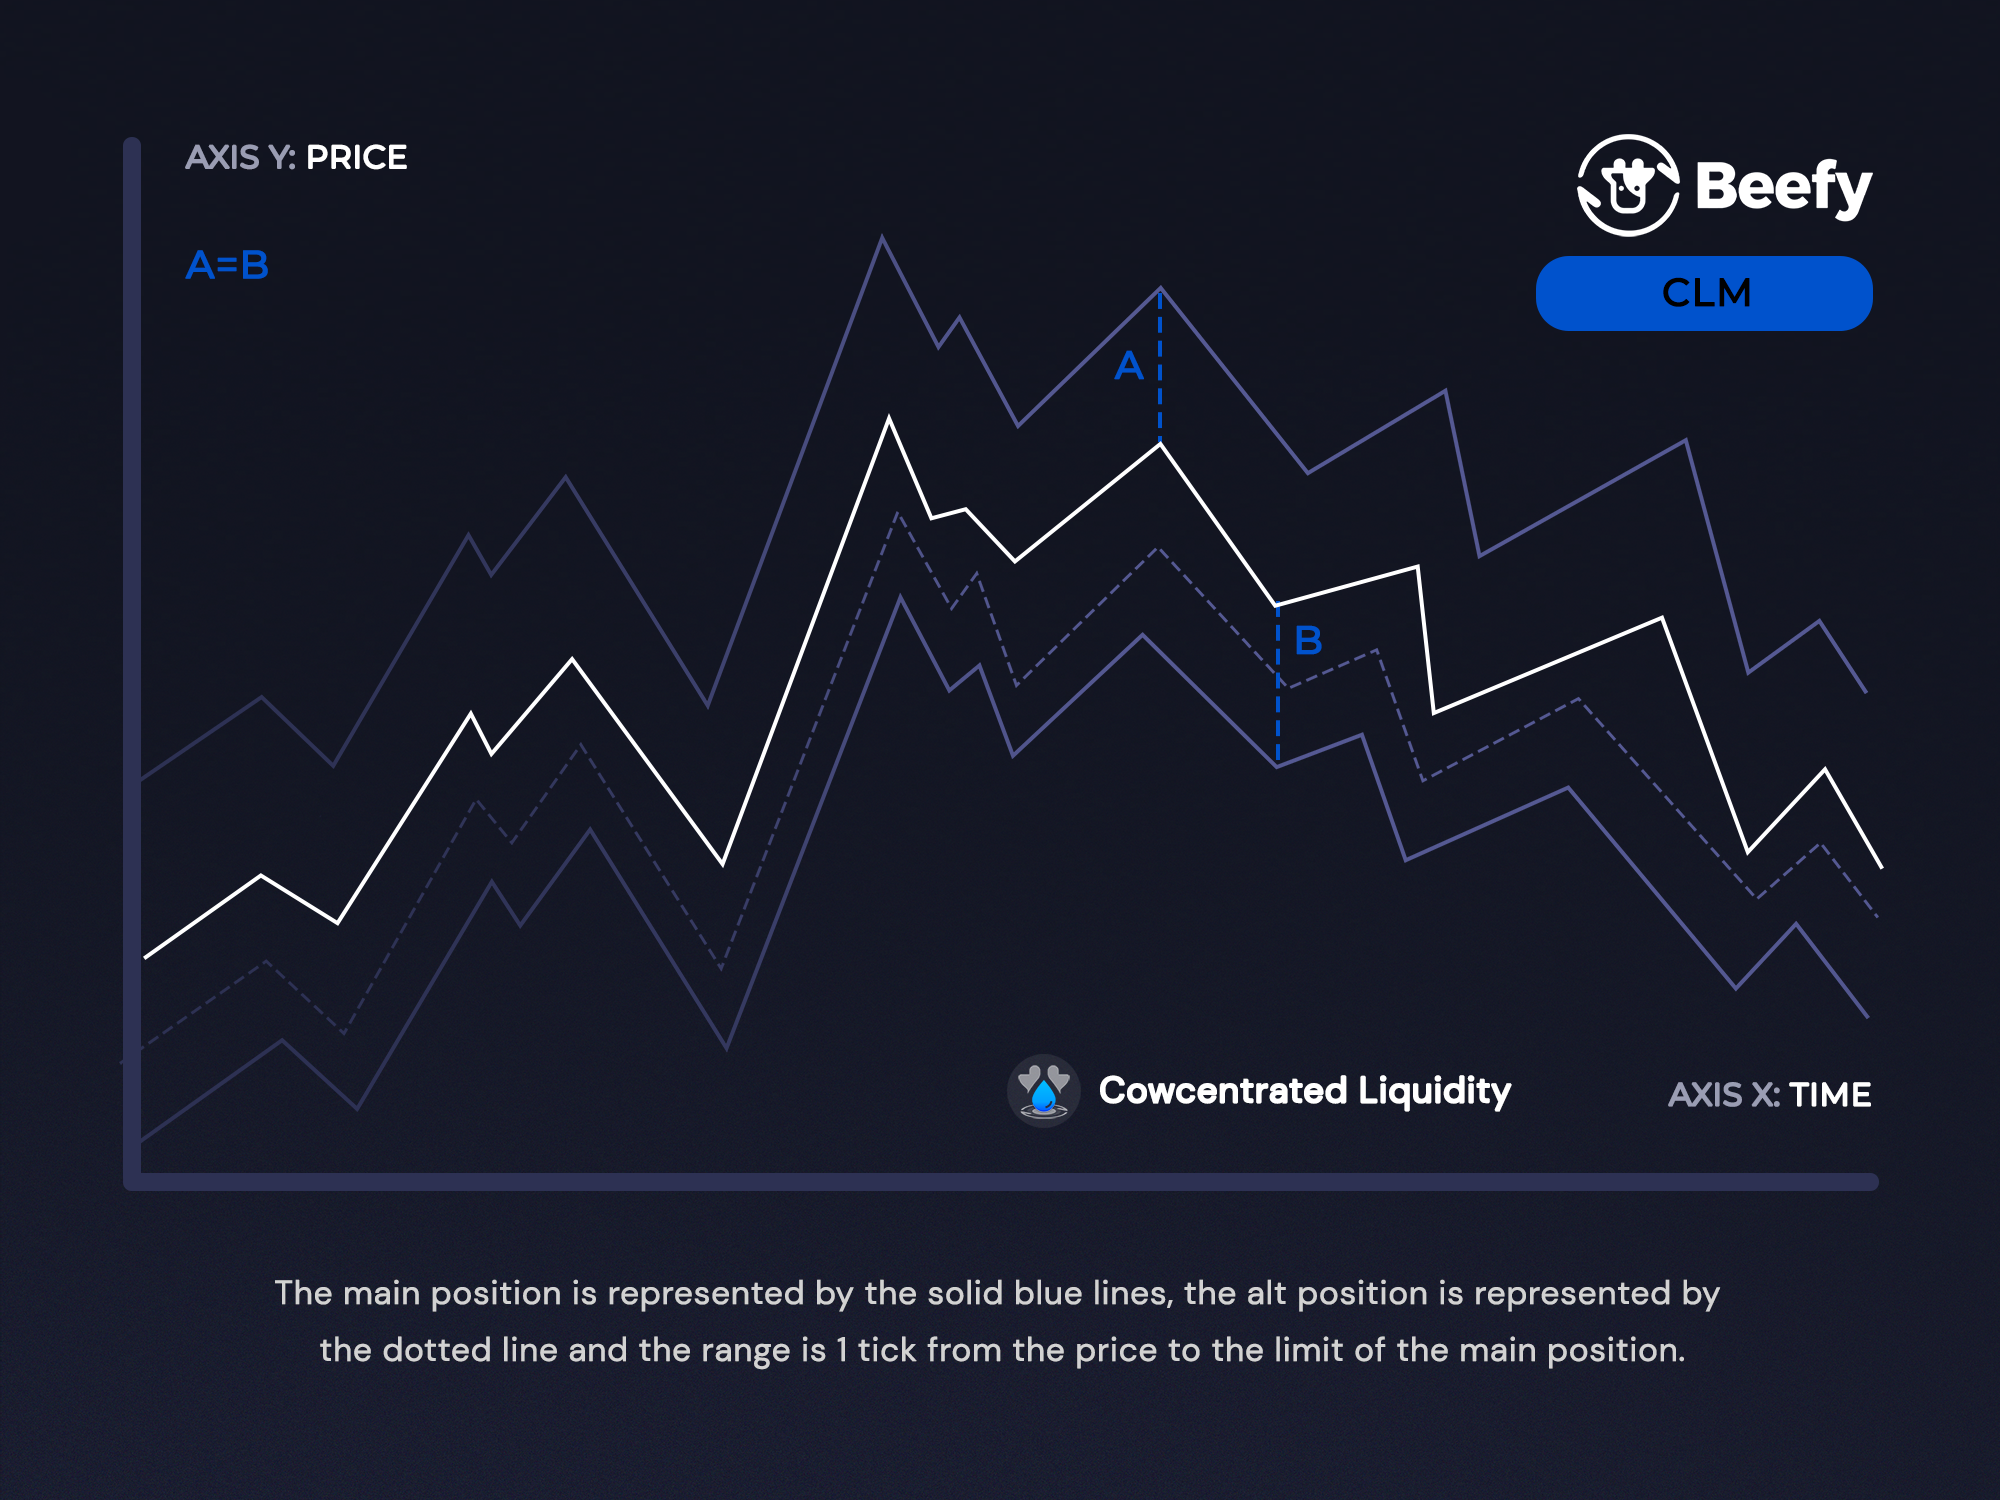 AXIS Y: PRICE
Beefy
A=B
CLM
A
B
Cowcentrated Liquidity
AXIS X: TIME
The main position is represented by the solid blue lines, the alt position is represented by
the dotted line and the range is 1 tick from the price to the limit of the main position.